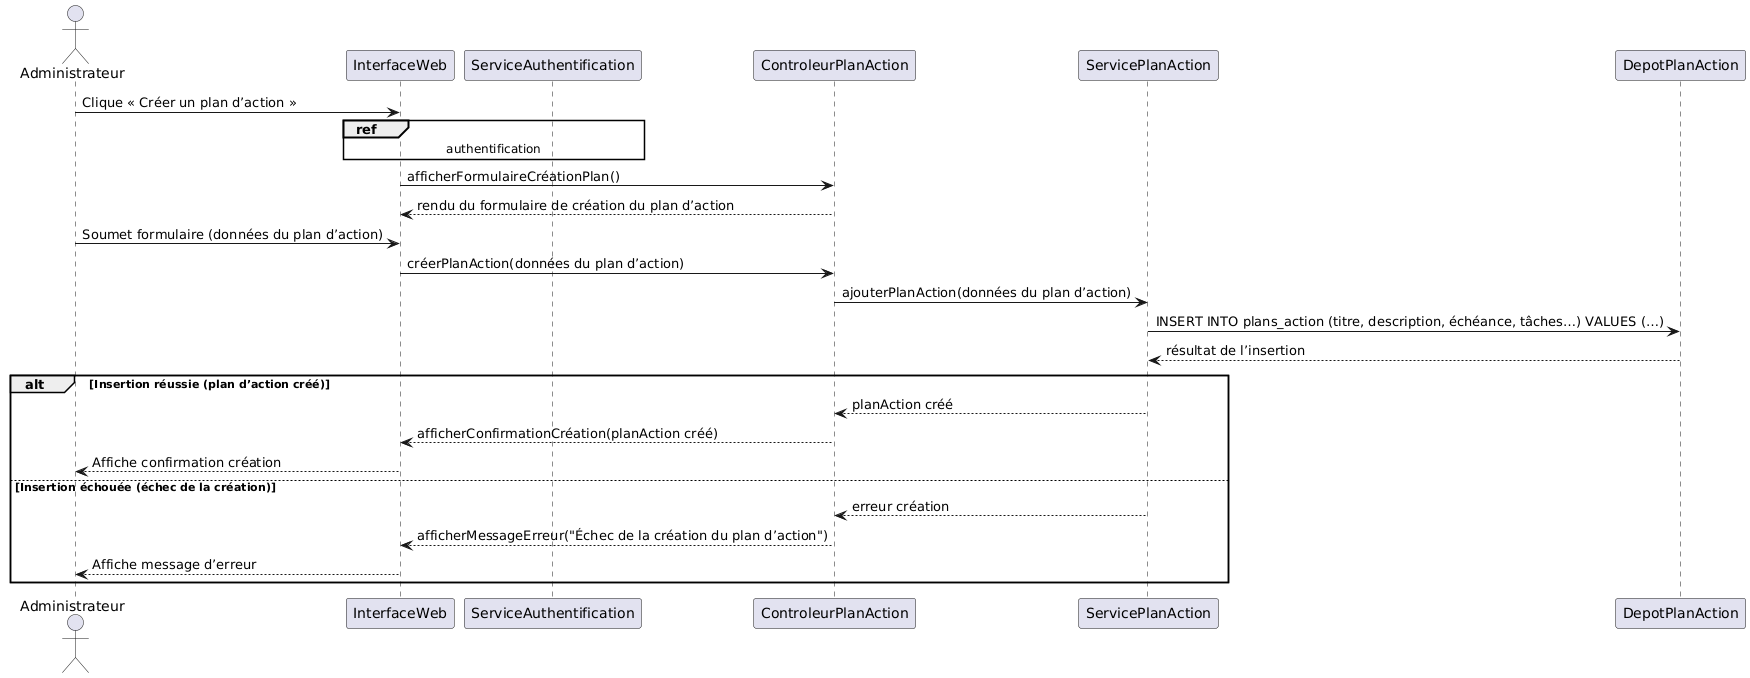 Administrateur
InterfaceWeb
ServiceAuthentification
ControleurPlanAction
ServicePlanAction
DepotPlanAction
Clique « Créer un plan d’action »
ref
authentification
afficherFormulaireCréationPlan()
rendu du formulaire de création du plan d’action
Soumet formulaire (données du plan d’action)
créerPlanAction(données du plan d’action)
ajouterPlanAction(données du plan d’action)
INSERT INTO plans_action (titre, description, échéance, tâches...) VALUES (...)
résultat de l’insertion
alt [Insertion réussie (plan d’action créé)]
planAction créé
afficherConfirmationCréation(planAction créé)
Affiche confirmation création
[Insertion échouée (échec de la création)]
erreur création
afficherMessageErreur("Échec de la création du plan d’action")
Affiche message d’erreur
Administrateur
InterfaceWeb
ServiceAuthentification
ControleurPlanAction
ServicePlanAction
DepotPlanAction